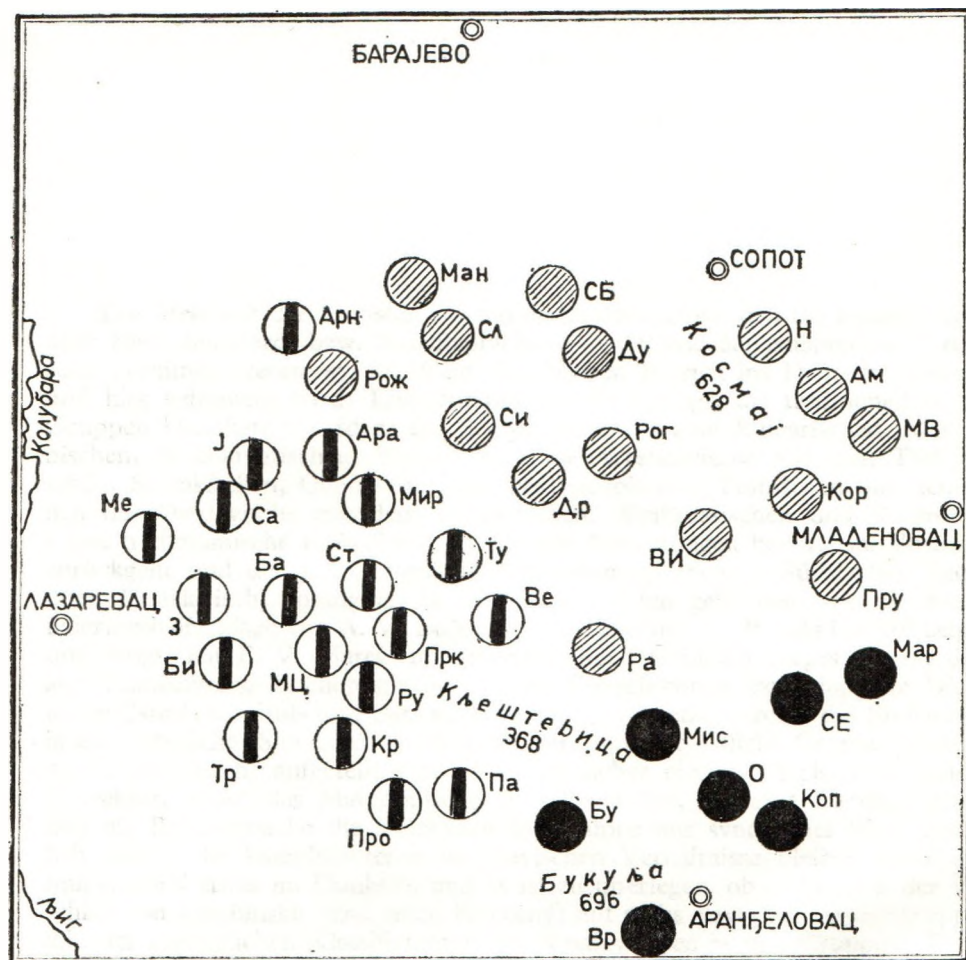 БАРАЈЕВО
СОПОТ
Ман
СБ
Арн
Сл
Ду
Н
Космај
628
Рож
Ам
Колубара
Си
Рог
МВ
Ара
Ј
Мир
Др
Кор
Са
Ме
Ту
ВИ
МЛАДЕНОВАЦ
Ст
Ба
Пру
ЛАЗАРЕВАЦ
З
Ве
Прк
Ра
Мар
Би
МЦ
Ру
Кљештевица
368
СЕ
Мис
Тр
Кр
О
Па
Коп
Про
Бу
Букуља
696
АРАНЂЕЛОВАЦ
Вр
Љиг